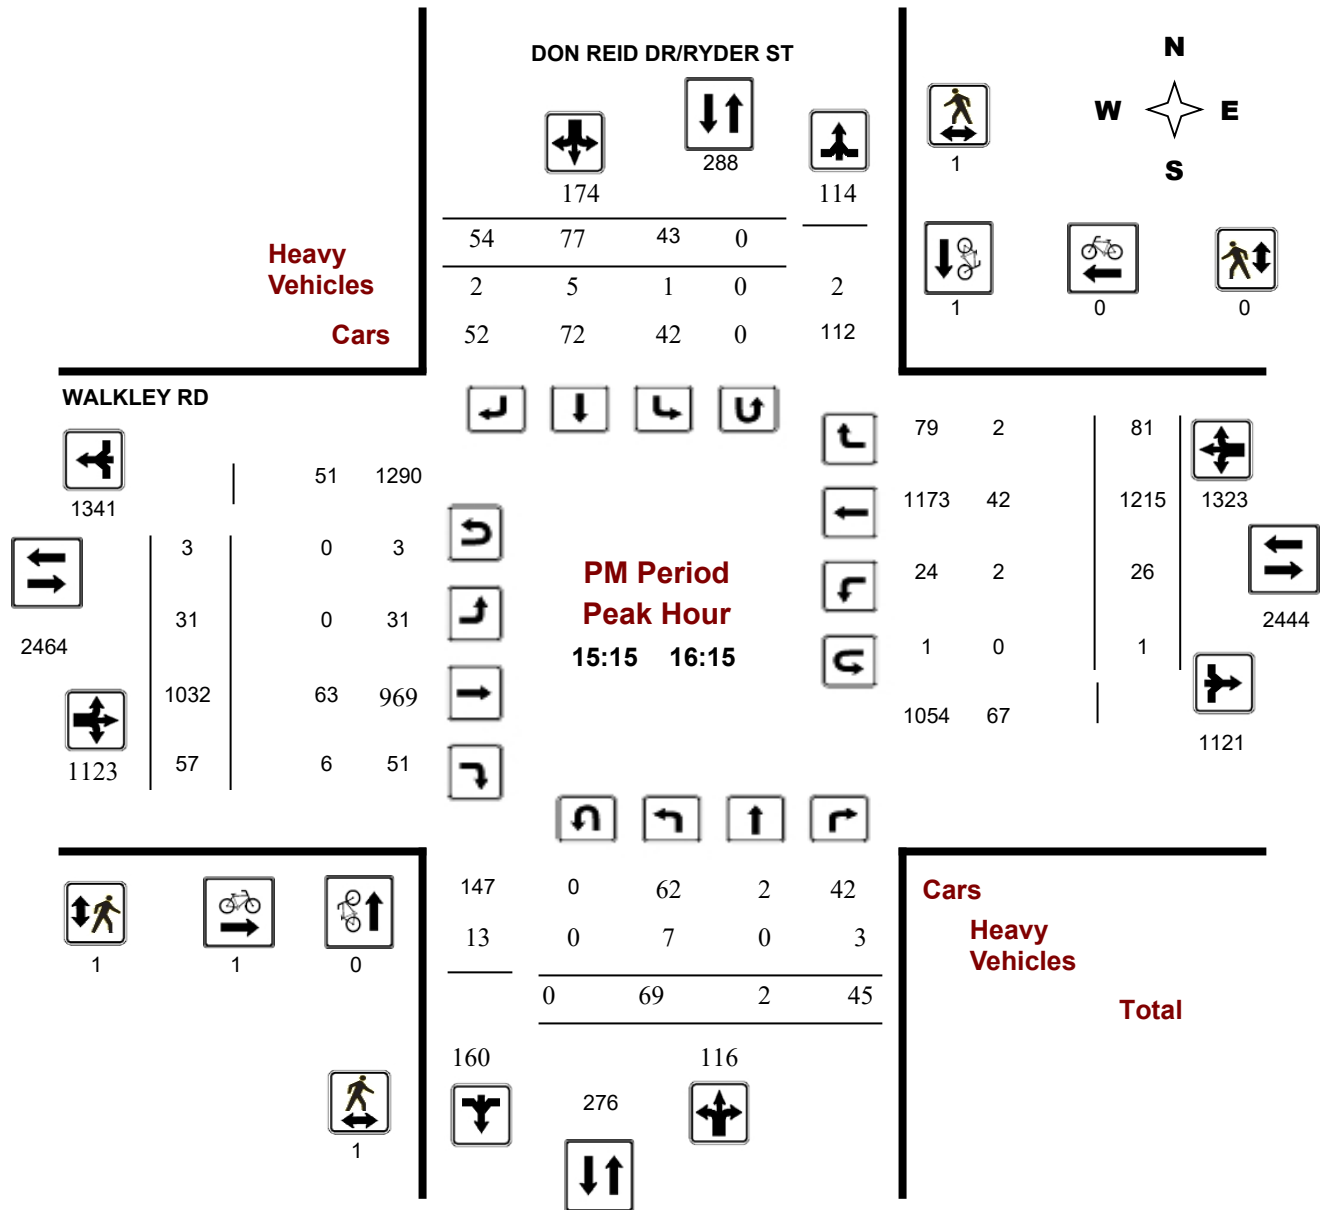 DON REID DR/RYDER ST
N
W E
S
288
1
174
114
54 77 43 0
Heavy
Vehicles
2 5 1 0 2
1 0 0
Cars
52 72 42 0 112
WALKLEY RD
79 2 81
51 1290
1341
1173 42 1215 1323
3 0 3
PM Period
24 2 26
Peak Hour
31 0 31
2444
2464
15:15 16:15
1 0 1
1032 63 969
1054 67
1121
1123 57 6 51
147 0 62 2 42
Cars
13 0 7 0 3
Heavy
Vehicles
1 1 0
0 69 2 45
Total
160 116
276
1